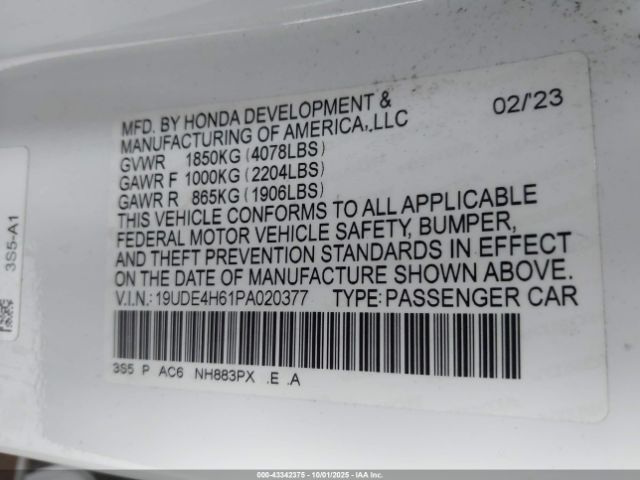 MFD. BY HONDA DEVELOPMENT & 02/'23
MANUFACTURING OF AMERICA, LLC
GVWR 1850KG (4078LBS)
GAWR F 1000KG (2204LBS)
GAWR R 865KG (1906LBS)
THIS VEHICLE CONFORMS TO ALL APPLICABLE
FEDERAL MOTOR VEHICLE SAFETY, BUMPER,
AND THEFT PREVENTION STANDARDS IN EFFECT
ON THE DATE OF MANUFACTURE SHOWN ABOVE.
V.I.N.: 19UDE4H61PA020377 TYPE: PASSENGER CAR
3S5 P AC6 NH883PX .E .A
3S5-A1
000-43342375 - 10/01/2025 - IAA Inc.